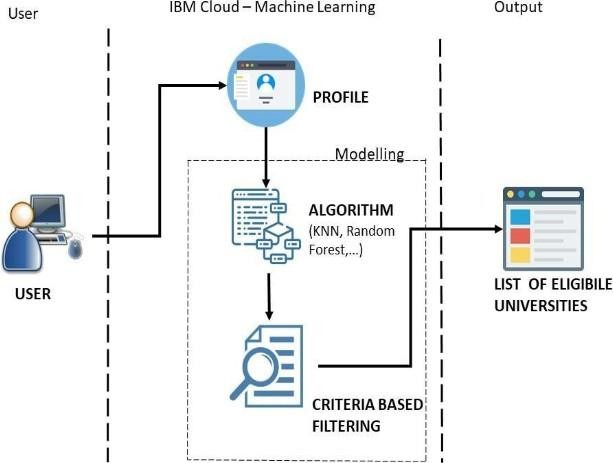 User
IBM Cloud – Machine Learning
Output
PROFILE
Modelling
ALGORITHM
(KNN, Random
Forest,...)
USER
LIST OF ELIGIBILE
UNIVERSITIES
CRITERIA BASED
FILTERING